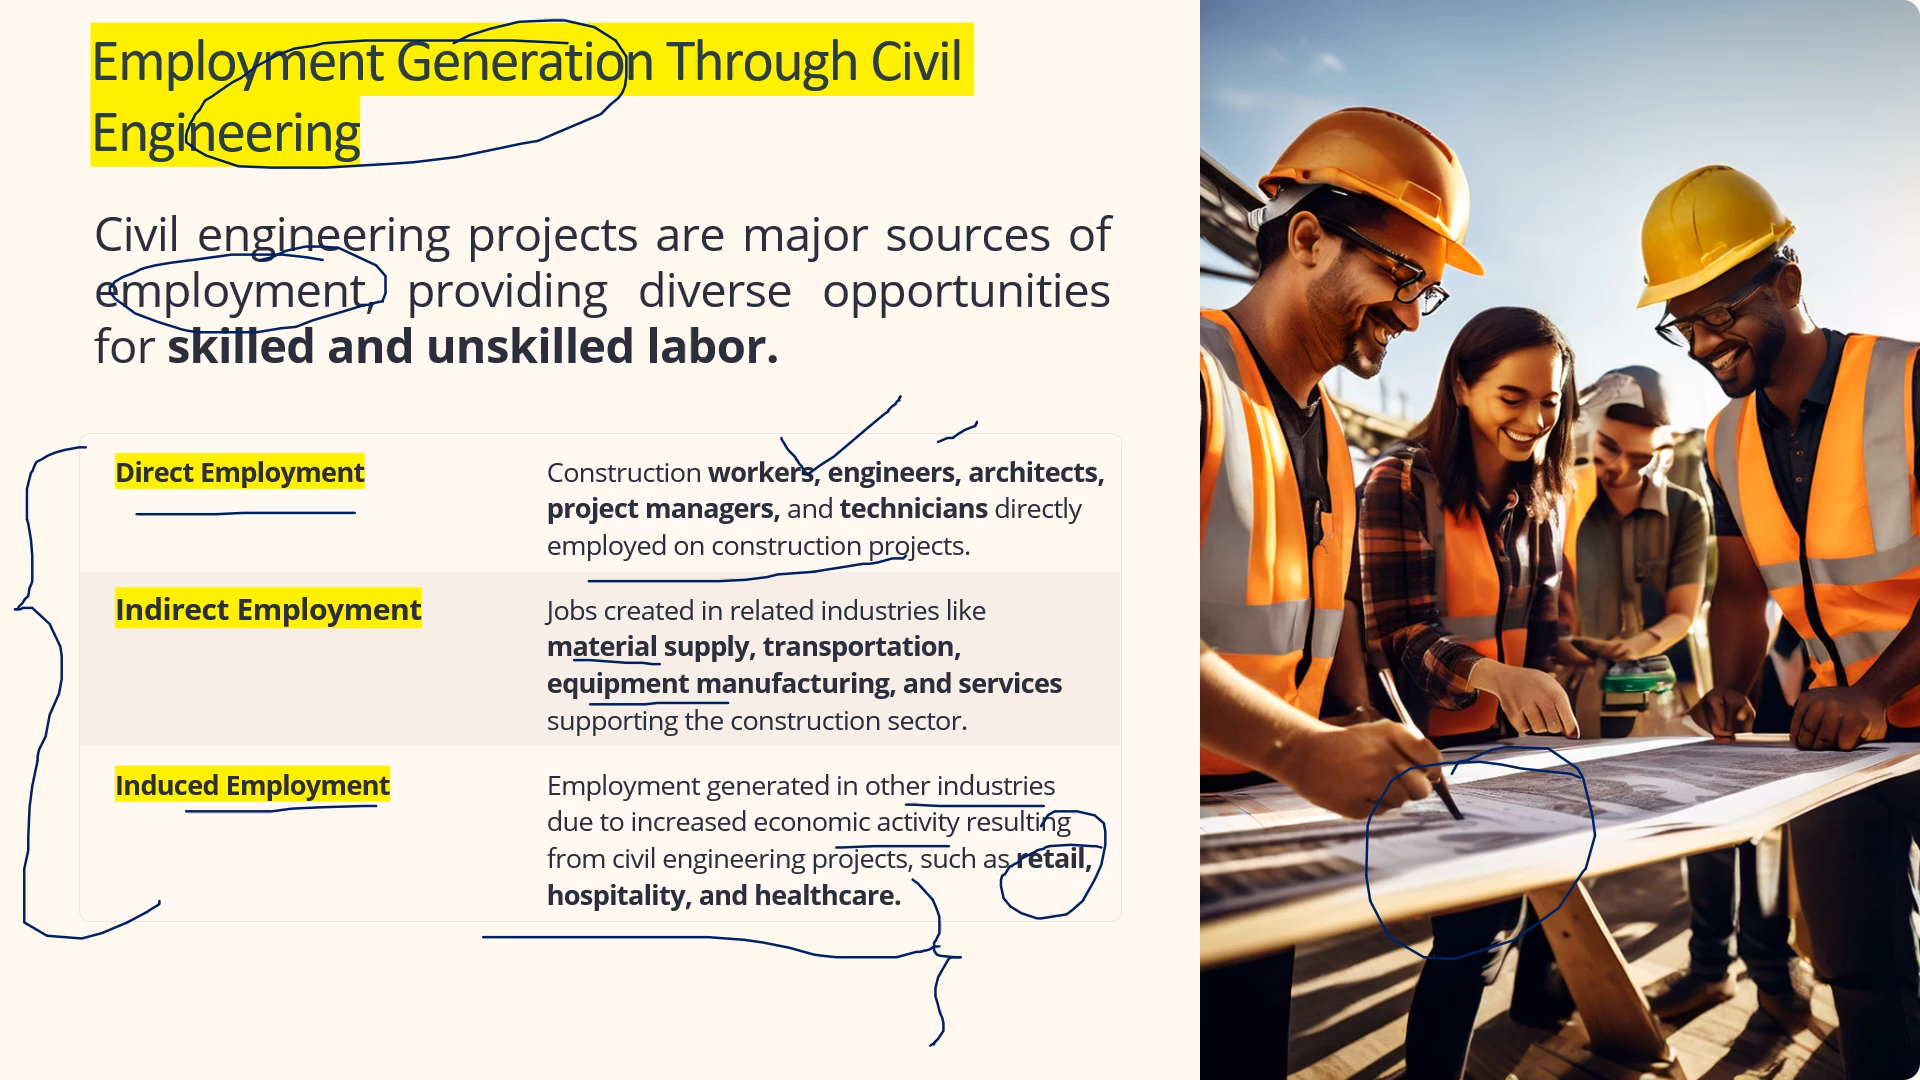 Employment Generation Through Civil
Engineering
Civil engineering projects are major sources of
employment, providing diverse opportunities
for skilled and unskilled labor.
Direct Employment
Construction workers, engineers, architects,
project managers, and technicians directly
employed on construction projects.
Indirect Employment
Jobs created in related industries like
material supply, transportation,
equipment manufacturing, and services
supporting the construction sector.
Induced Employment
Employment generated in other industries
due to increased economic activity resulting
from civil engineering projects, such as retail,
hospitality, and healthcare.